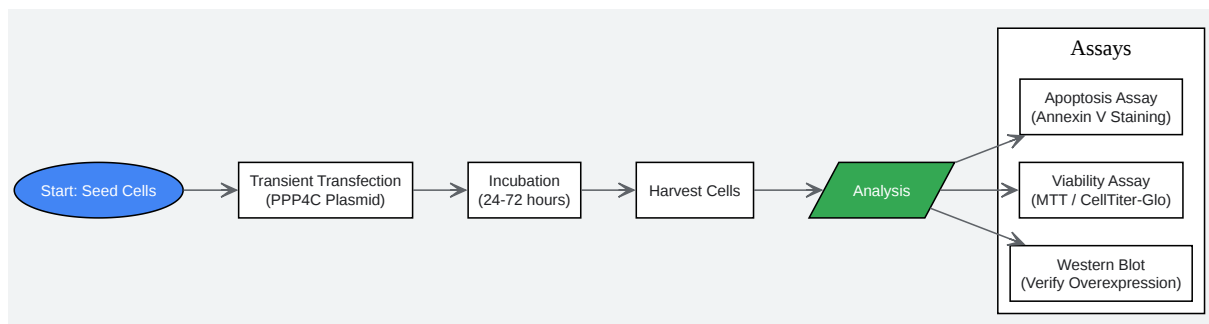 Start: Seed Cells
Transient Transfection
(PPP4C Plasmid)
Incubation
(24-72 hours)
Harvest Cells
Analysis
Assays
Apoptosis Assay
(Annexin V Staining)
Viability Assay
(MTT / CellTiter-Glo)
Western Blot
(Verify Overexpression)